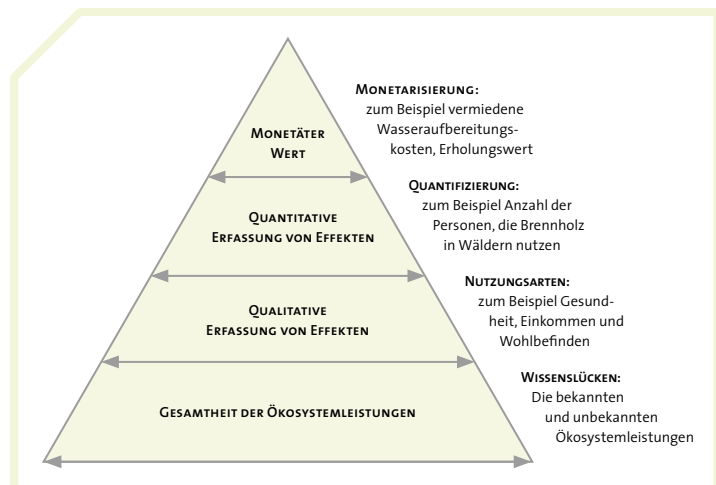 Monetarisierung:
zum Beispiel vermiedene
Wasseraufbereitungs-
kosten, Erholungswert
Monetärer
Wert
Quantifizierung:
zum Beispiel Anzahl der
Personen, die Brennholz
in Wäldern nutzen
Quantitative
Erfassung von Effekten
Nutzungsarten:
zum Beispiel Gesund-
heit, Einkommen und
Wohlbefinden
Qualitative
Erfassung von Effekten
Wissenslücken:
Die bekannten
und unbekannten
Ökosystemleistungen
Gesamtheit der Ökosystemleistungen